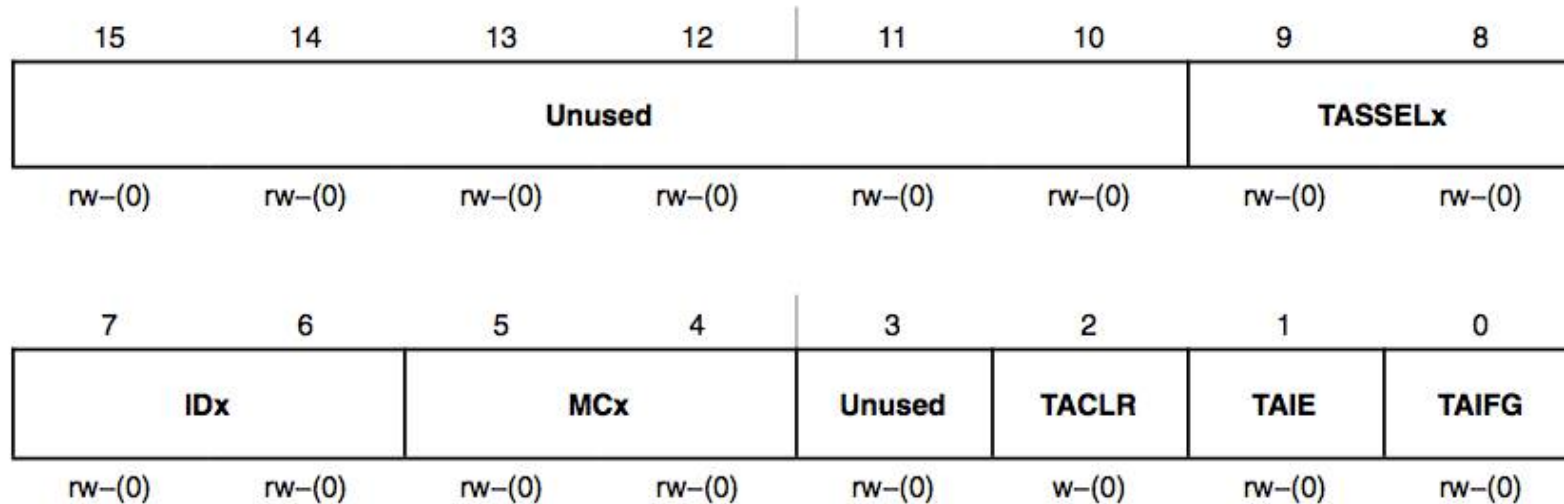 15 14 13 12 11 10 9 8
Unused TASSELx
rw–(0) rw–(0) rw–(0) rw–(0) rw–(0) rw–(0) rw–(0) rw–(0)
7 6 5 4 3 2 1 0
IDx MCx Unused TACLR TAIE TAIFG
rw–(0) rw–(0) rw–(0) rw–(0) rw–(0) w–(0) rw–(0) rw–(0)